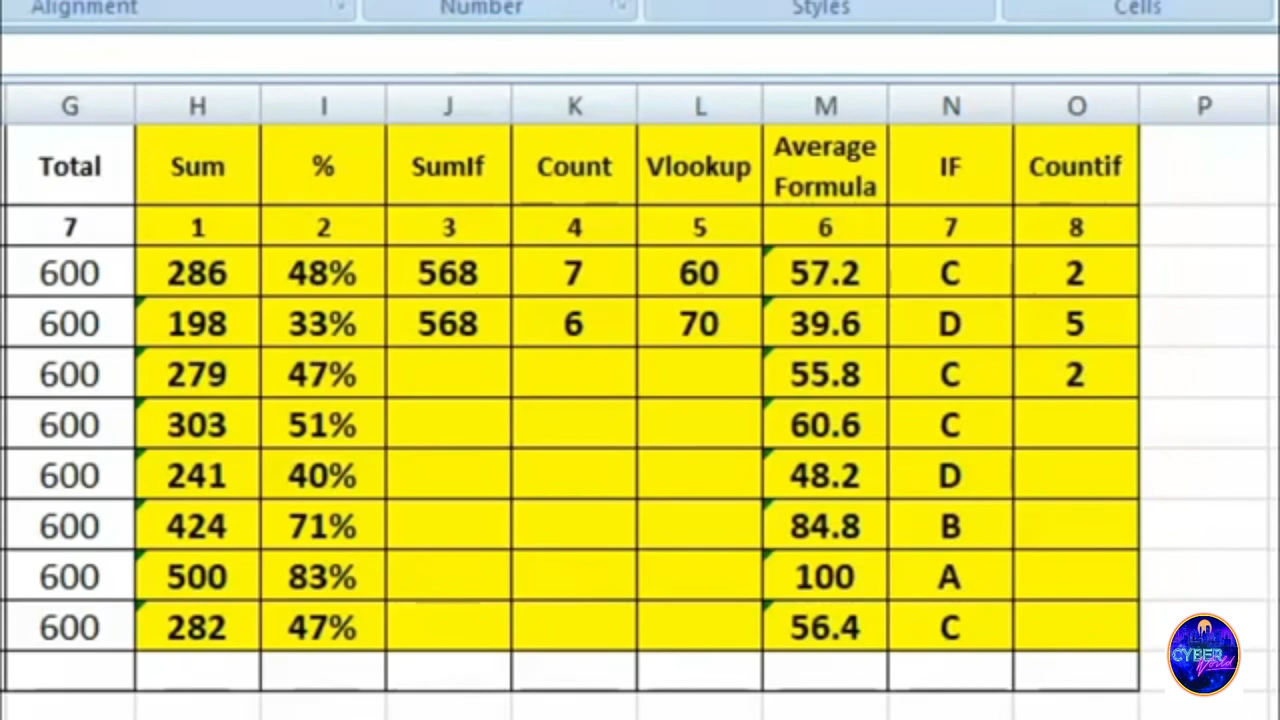 Alignment Number Styles Cells
G H I J K L M N O P
Total Sum % SumIf Count Vlookup Average Formula IF Countif
7 1 2 3 4 5 6 7 8
600 286 48% 568 7 60 57.2 C 2
600 198 33% 568 6 70 39.6 D 5
600 279 47% 55.8 C 2
600 303 51% 60.6 C
600 241 40% 48.2 D
600 424 71% 84.8 B
600 500 83% 100 A
600 282 47% 56.4 C
CYBER
World